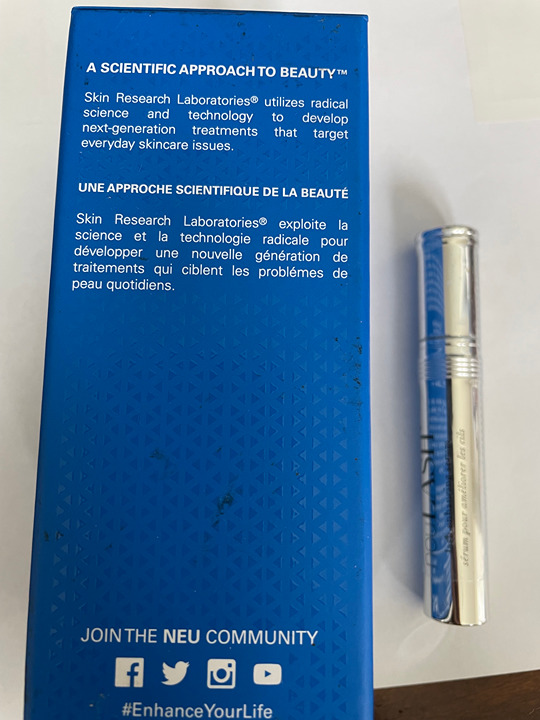 A SCIENTIFIC APPROACH TO BEAUTY™
Skin Research Laboratories® utilizes radical
science and technology to develop
next-generation treatments that target
everyday skincare issues.
UNE APPROCHE SCIENTIFIQUE DE LA BEAUTÉ
Skin Research Laboratories® exploite la
science et la technologie radicale pour
développer une nouvelle génération de
traitements qui ciblent les problémes de
peau quotidiens.
JOIN THE NEU COMMUNITY
#EnhanceYourLife
neuLASH
sérum pour améliorer les cils